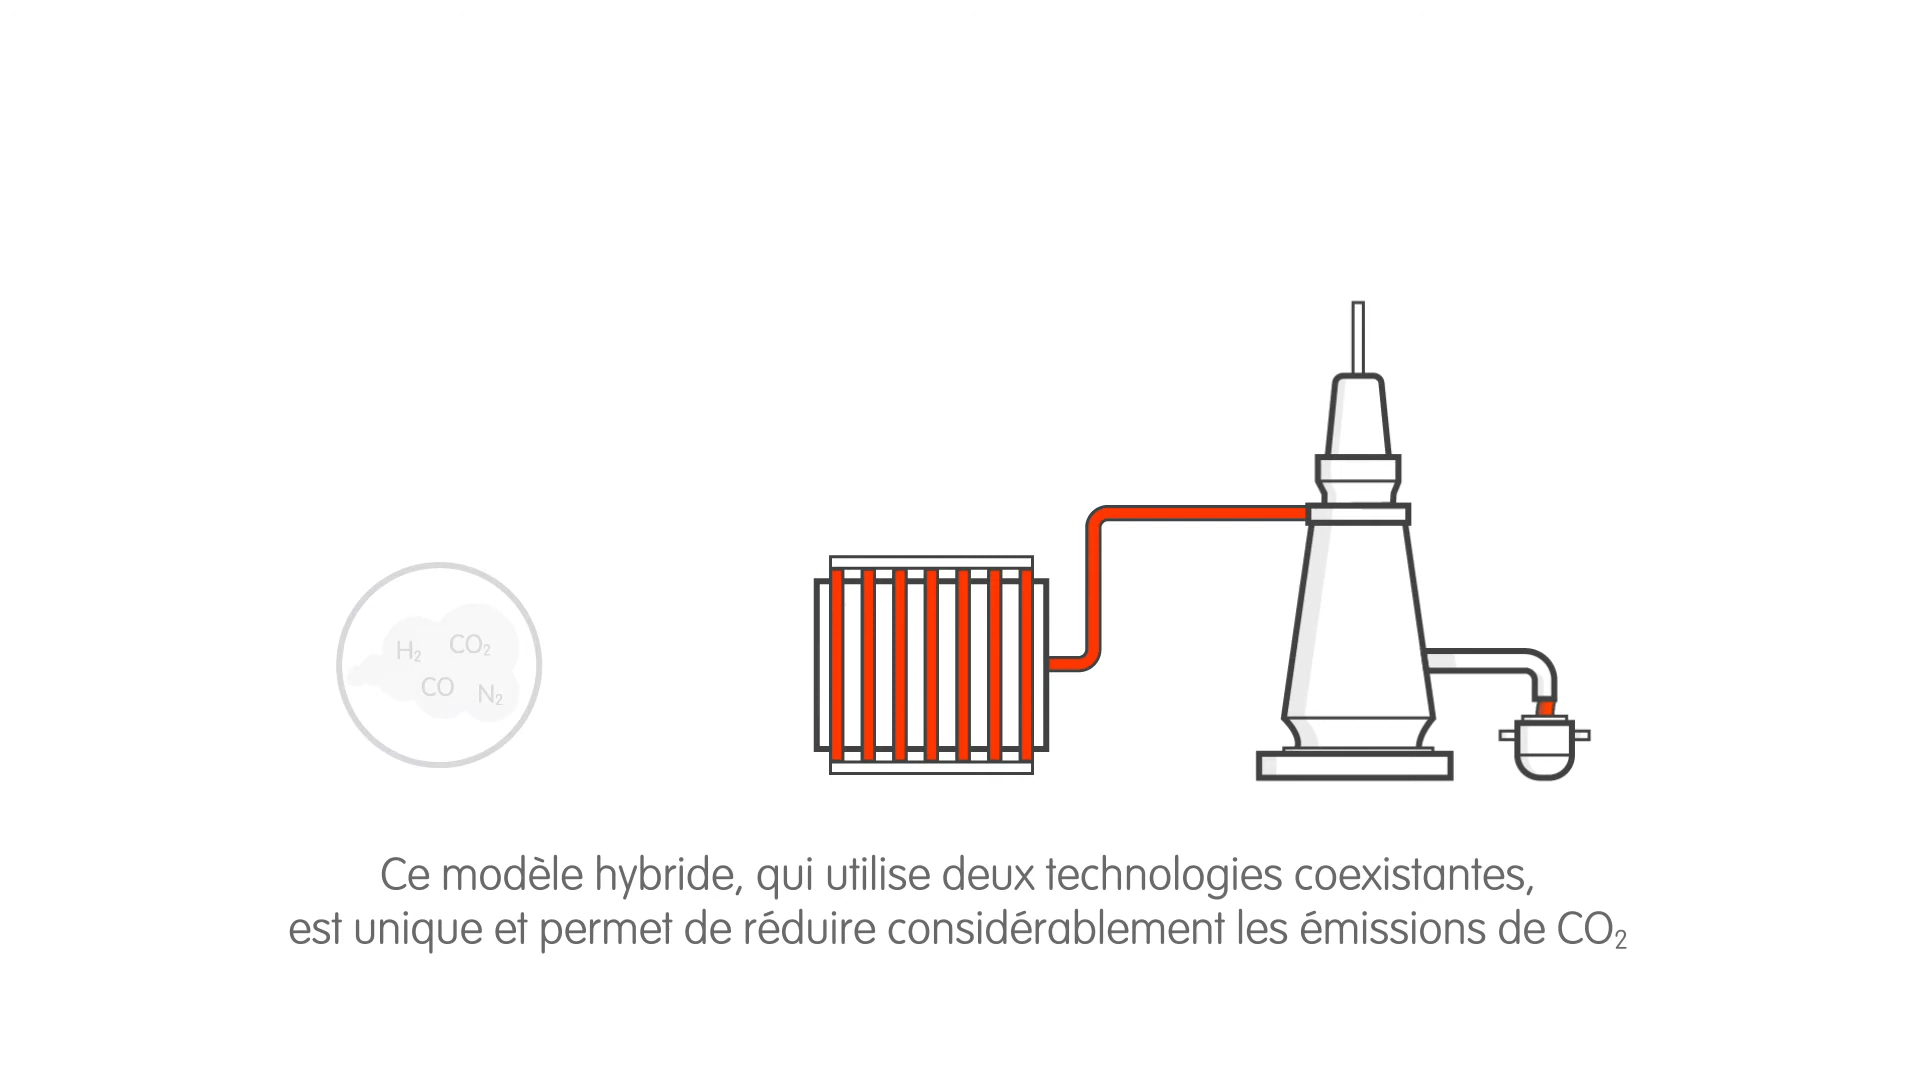 H₂ CO₂
CO N₂
Ce modèle hybride, qui utilise deux technologies coexistantes,
est unique et permet de réduire considérablement les émissions de CO₂